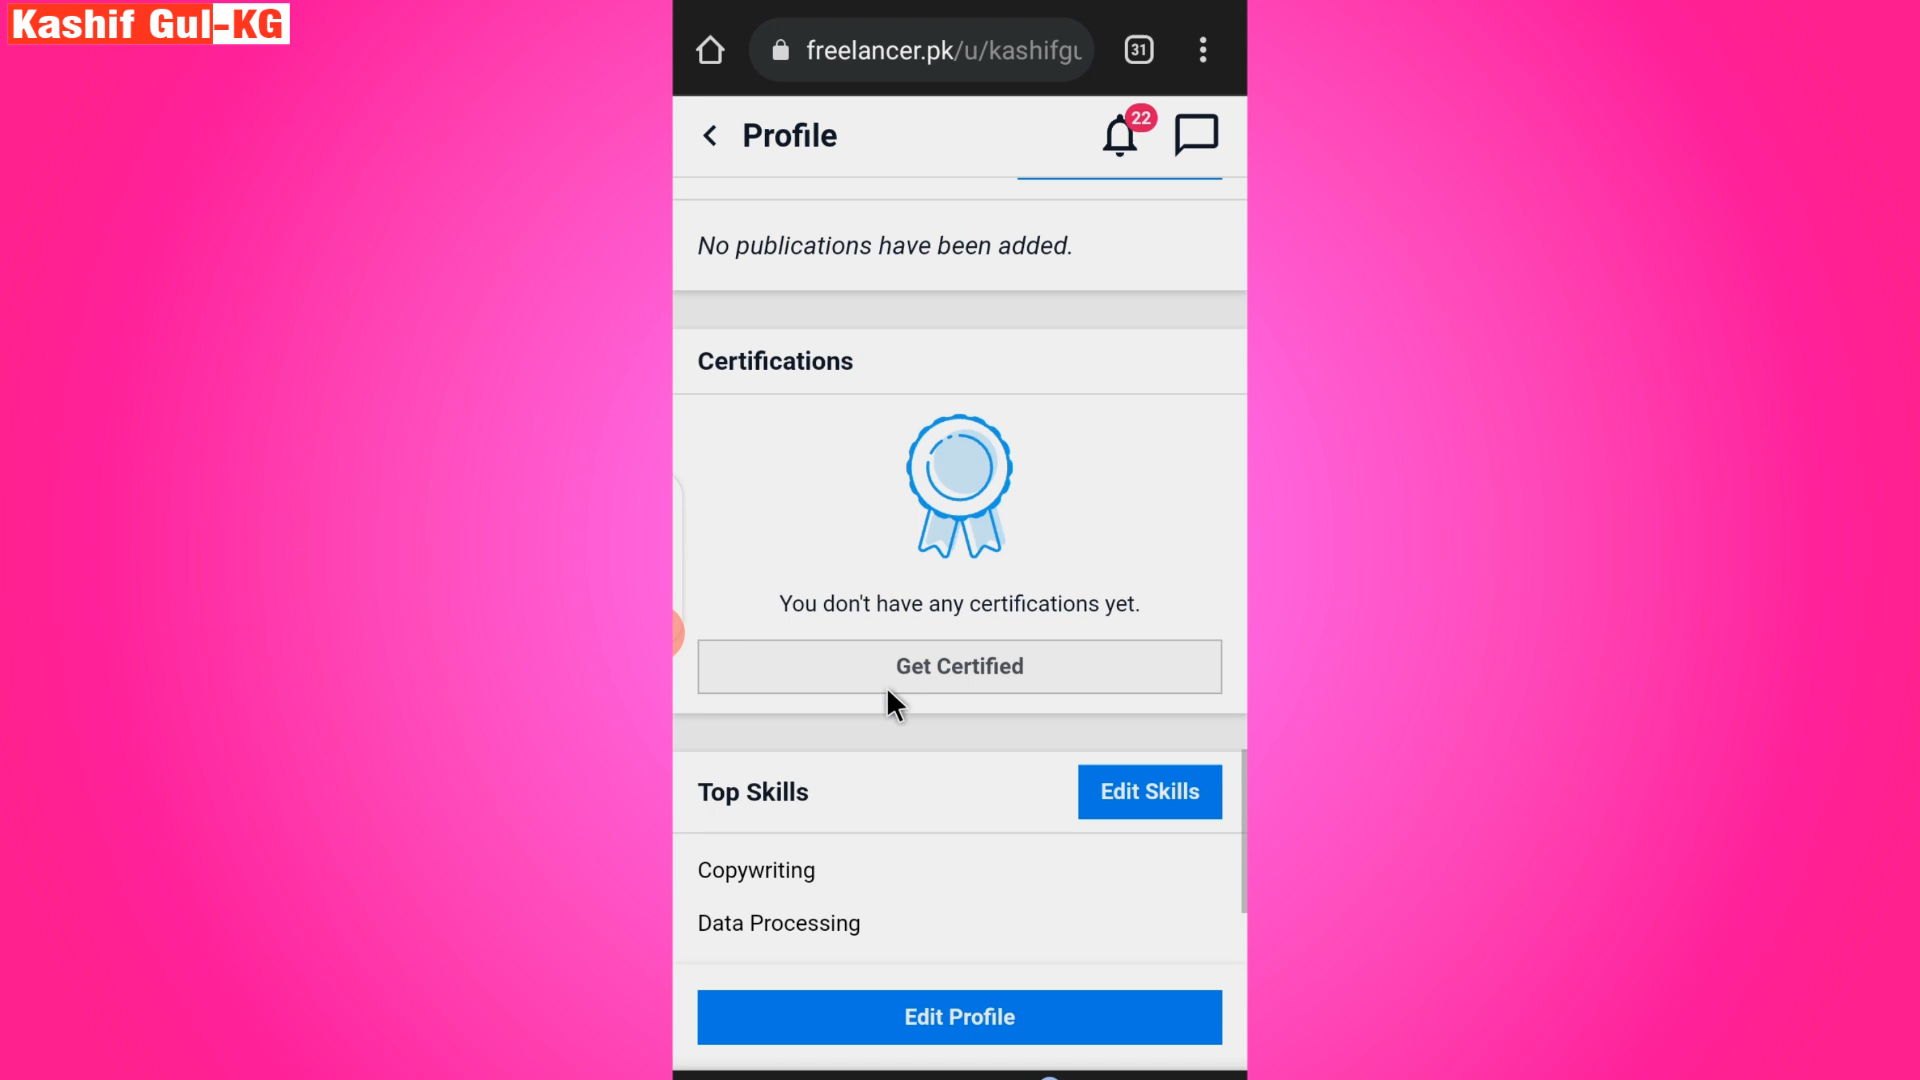 Kashif Gul-KG
freelancer.pk/u/kashifgu
31
Profile
22
No publications have been added.
Certifications
You don't have any certifications yet.
Get Certified
Top Skills
Edit Skills
Copywriting
Data Processing
Edit Profile